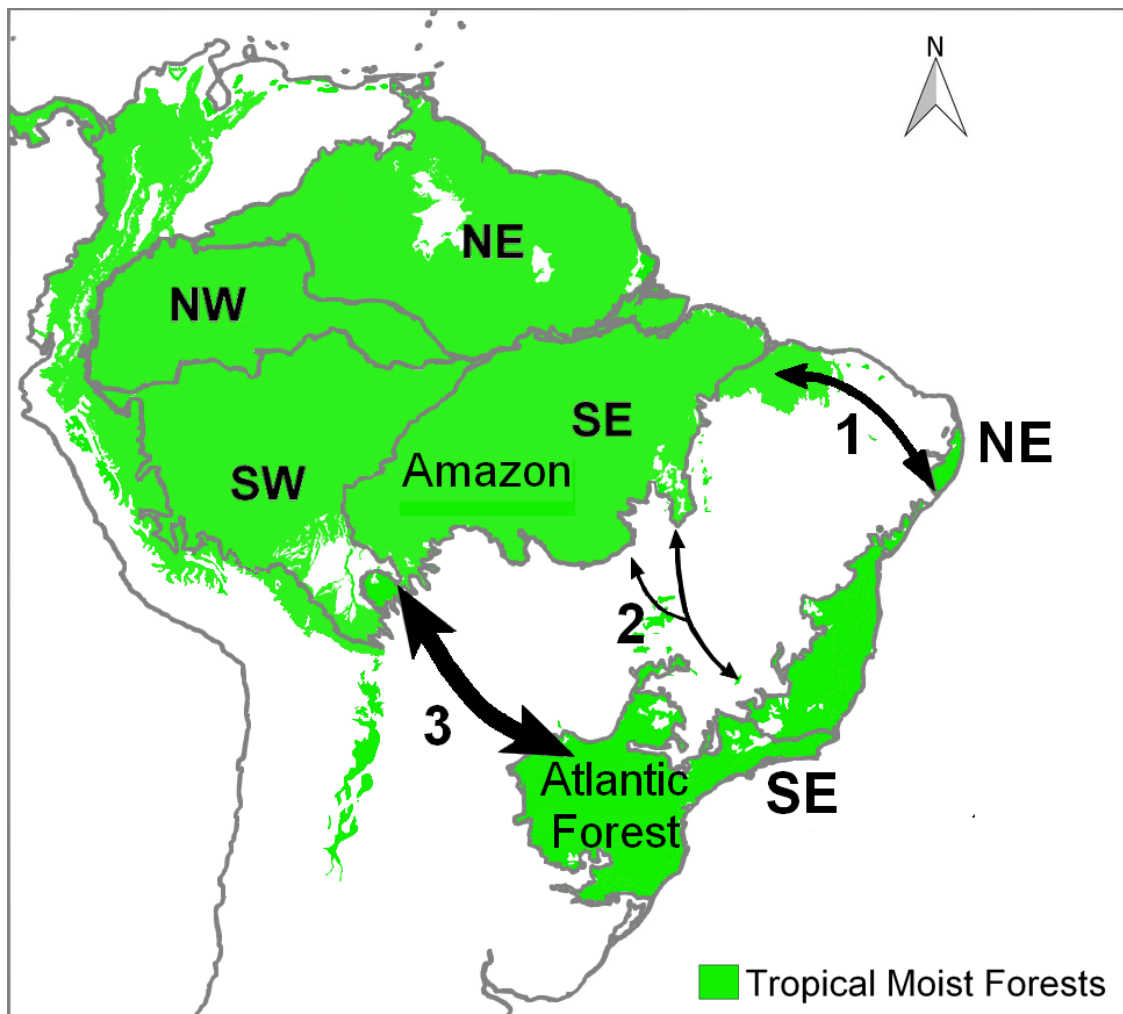 N
NE
NW
SE
1
NE
SW
Amazon
2
3
Atlantic
Forest
SE
Tropical Moist Forests